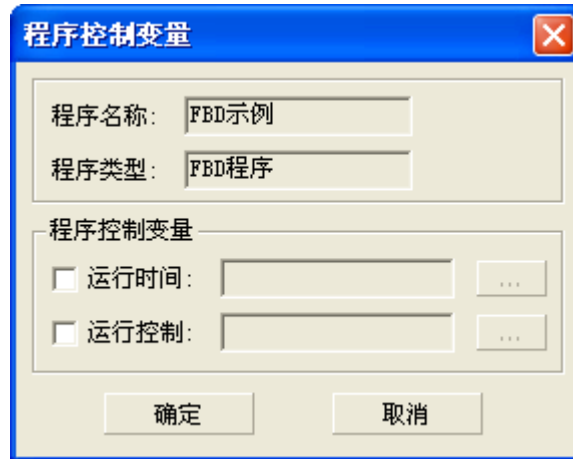 程序控制变量
程序名称: FBD示例
程序类型: FBD程序
程序控制变量
运行时间: ...
运行控制: ...
确定 取消